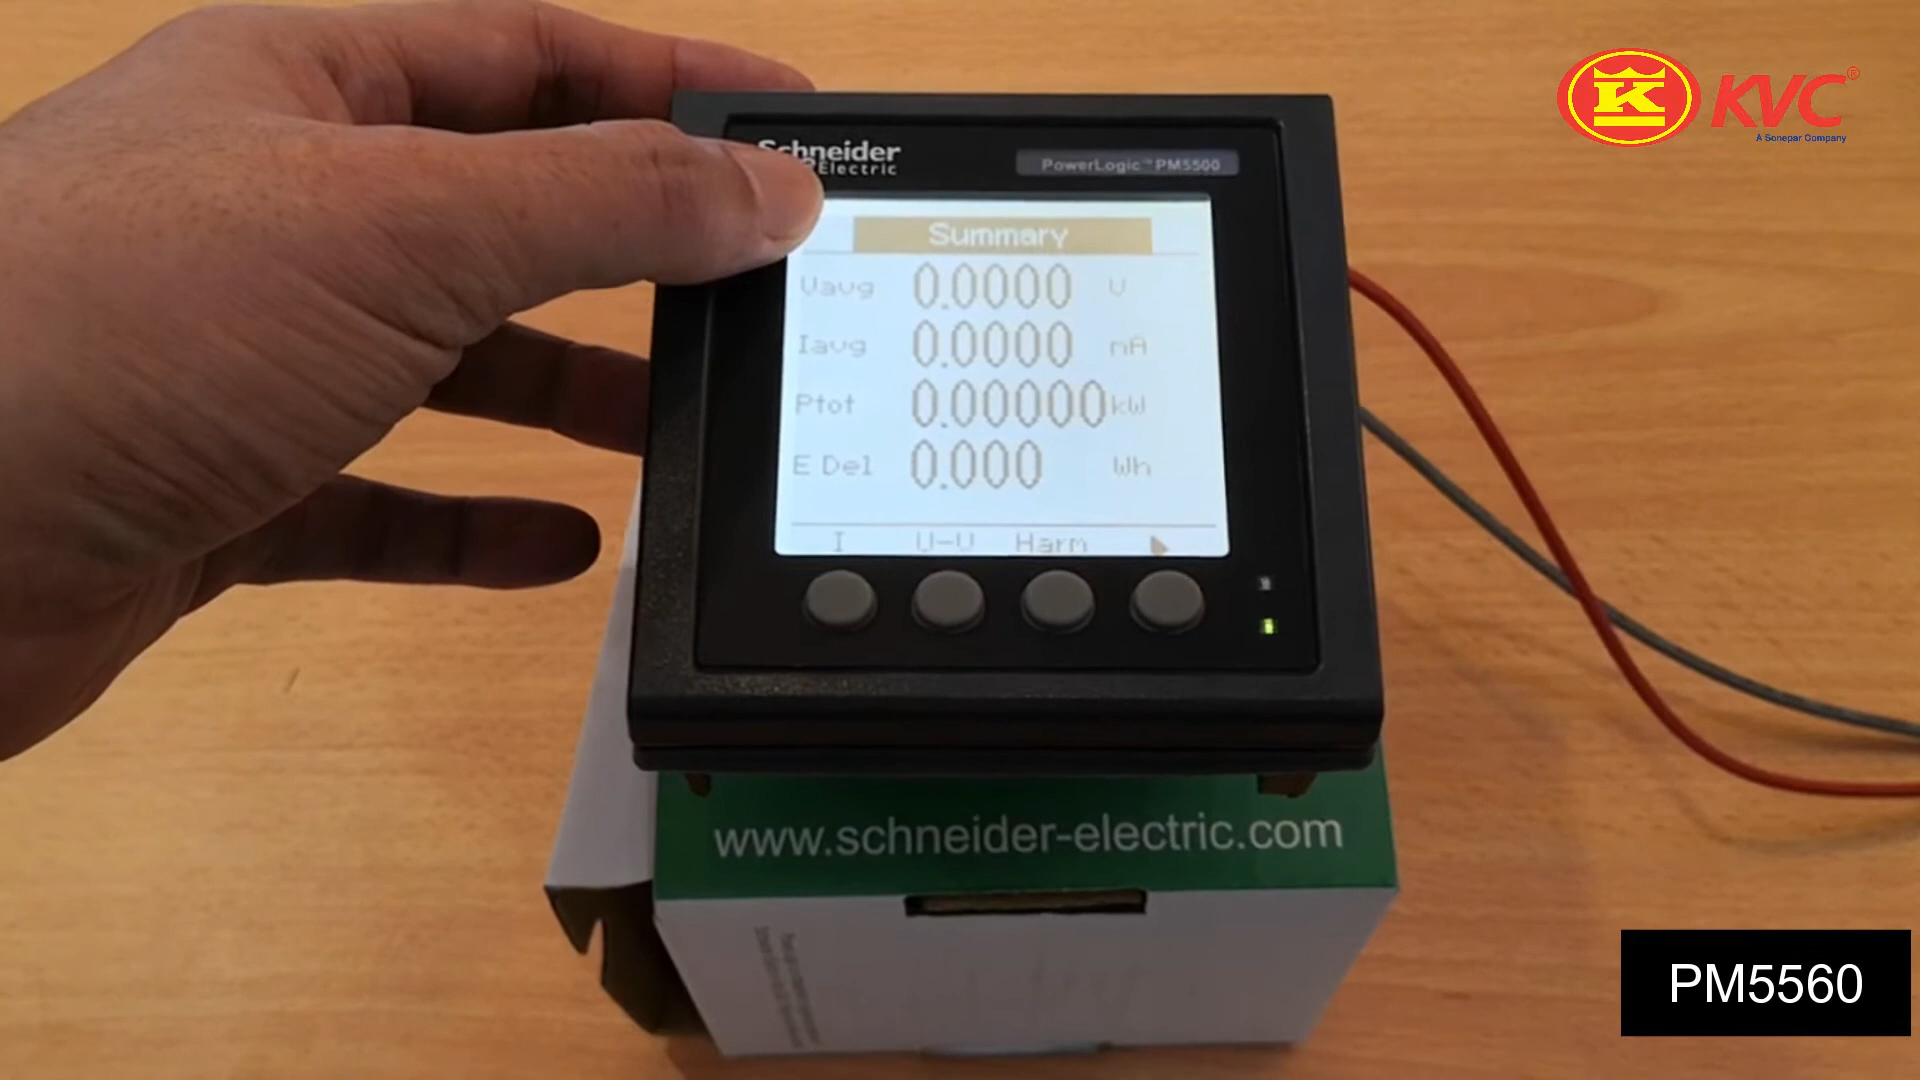 KVC®
A Sonepar Company
Schneider
Electric
PowerLogic™ PM5500
Summary
Vavg 0.0000 V
Iavg 0.0000 mA
Ptot 0.00000 kW
E Del 0.000 Wh
I U-V Harm
www.schneider-electric.com
PM5560